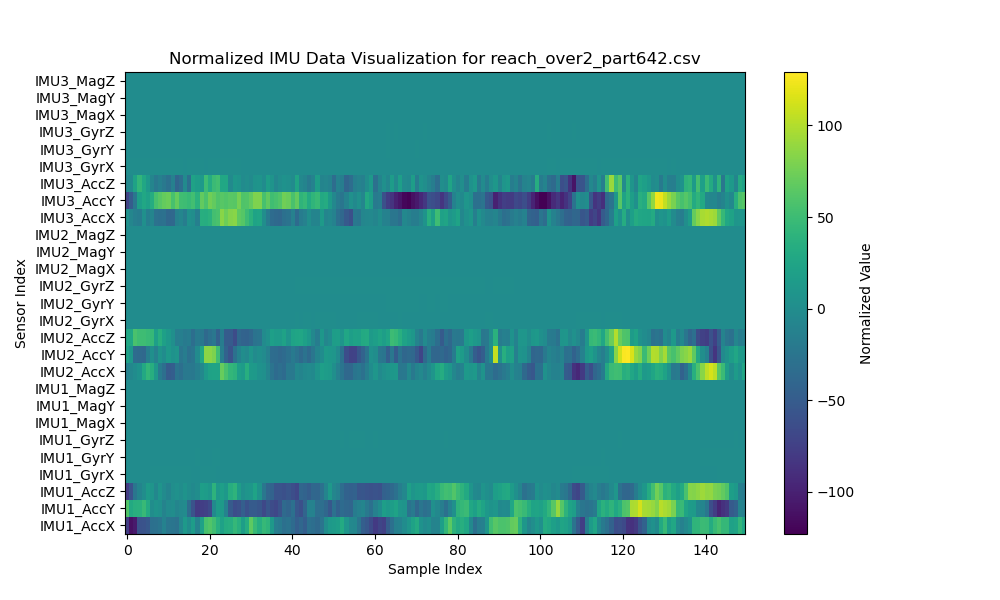 Normalized IMU Data Visualization for reach_over2_part642.csv
IMU3_MagZ
IMU3_MagY
IMU3_MagX
IMU3_GyrZ
IMU3_GyrY
IMU3_GyrX
IMU3_AccZ
IMU3_AccY
IMU3_AccX
IMU2_MagZ
IMU2_MagY
IMU2_MagX
IMU2_GyrZ
IMU2_GyrY
IMU2_GyrX
IMU2_AccZ
IMU2_AccY
IMU2_AccX
IMU1_MagZ
IMU1_MagY
IMU1_MagX
IMU1_GyrZ
IMU1_GyrY
IMU1_GyrX
IMU1_AccZ
IMU1_AccY
IMU1_AccX
Sensor Index
0 20 40 60 80 100 120 140
Sample Index
100
50
0
−50
−100
Normalized Value